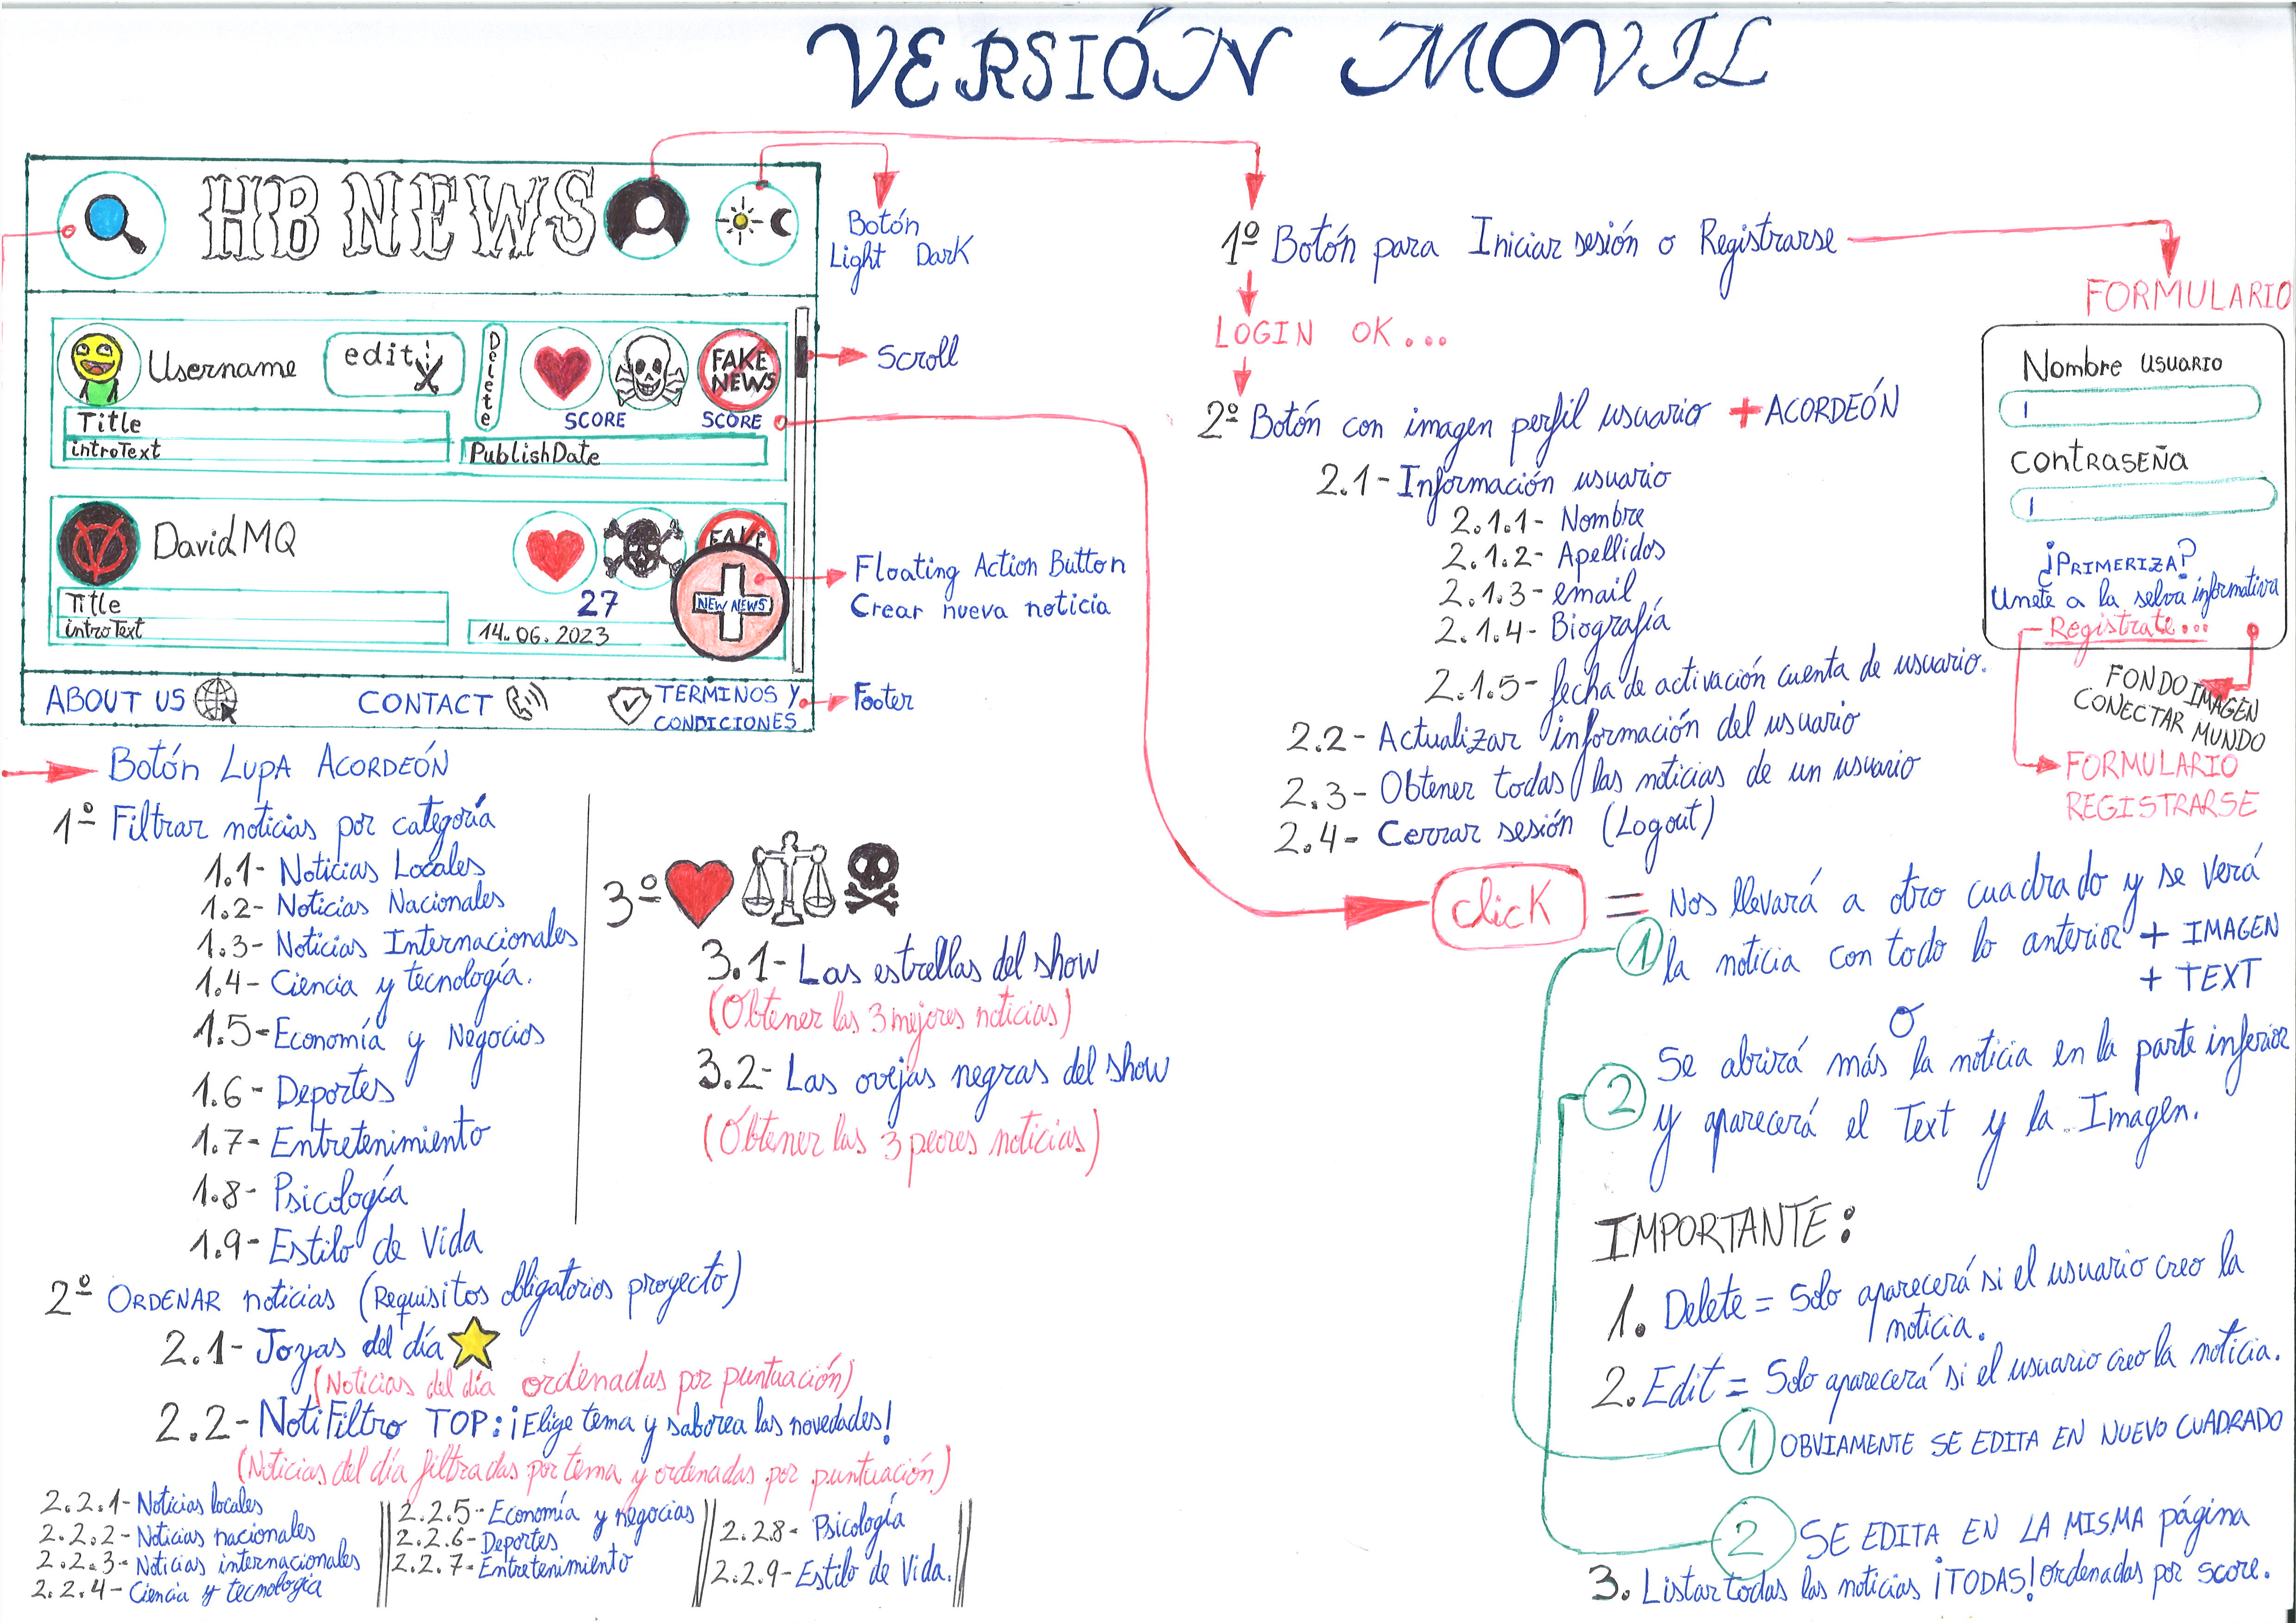 VERSIÓN MOVIL
HB NEWS
Botón
Light Dark
Username
edit
Delete
FAKE
NEWS
SCORE
SCORE
Title
introText
PublishDate
Scroll
DavidMQ
FAKE
27
NEW NEWS
Title
introText
14.06.2023
Floating Action Button
Crear nueva noticia
ABOUT US
CONTACT
TERMINOS Y
CONDICIONES
Footer
1º Botón para Iniciar sesión o Registrarse
LOGIN OK...
2º Botón con imagen perfil usuario + ACORDEÓN
2.1- Información usuario
2.1.1- Nombre
2.1.2- Apellidos
2.1.3- email
2.1.4- Biografía
2.1.5- fecha de activación cuenta de usuario.
2.2- Actualizar información del usuario
2.3- Obtener todas las noticias de un usuario
2.4- Cerrar sesión (Logout)
FORMULARIO
Nombre USUARIO
CONTRASEÑA
¿PRIMERIZA?
Unete a la selva informativa
Registrate...
FONDO IMAGEN
CONECTAR MUNDO
FORMULARIO
REGISTRARSE
Botón LUPA ACORDEÓN
1º Filtrar noticias por categoría
1.1- Noticias Locales
1.2- Noticias Nacionales
1.3- Noticias Internacionales
1.4- Ciencia y tecnología.
1.5- Economía y Negocios
1.6- Deportes
1.7- Entretenimiento
1.8- Psicología
1.9- Estilo de Vida
2º ORDENAR noticias (Requisitos obligatorios proyecto)
2.1- Joyas del día
(Noticias del día ordenadas por puntuación)
2.2- NotiFiltro TOP: ¡Elige tema y saborea las novedades!
(Noticias del día filtradas por tema y ordenadas por puntuación)
2.2.1- Noticias locales
2.2.2- Noticias nacionales
2.2.3- Noticias internacionales
2.2.4- Ciencia y tecnología
2.2.5- Economía y negocias
2.2.6- Deportes
2.2.7- Entretenimiento
2.2.8- Psicología
2.2.9- Estilo de Vida.
3º
3.1- Las estrellas del show
(Obtener las 3 mejores noticias)
3.2- Las ovejas negras del show
(Obtener las 3 peores noticias)
click = Nos llevará a otro cuadrado y se verá
1 la noticia con todo lo anterior + IMAGEN
+ TEXT
O
2 Se abrirá más la noticia en la parte inferior
y aparecerá el Text y la Imagen.
IMPORTANTE:
1. Delete = Solo aparecerá si el usuario creo la
noticia.
2. Edit = Solo aparecerá si el usuario creo la noticia.
1 OBVIAMENTE SE EDITA EN NUEVO CUADRADO
2 SE EDITA EN LA MISMA página
3. Listar todas las noticias ¡TODAS! ordenadas por score.